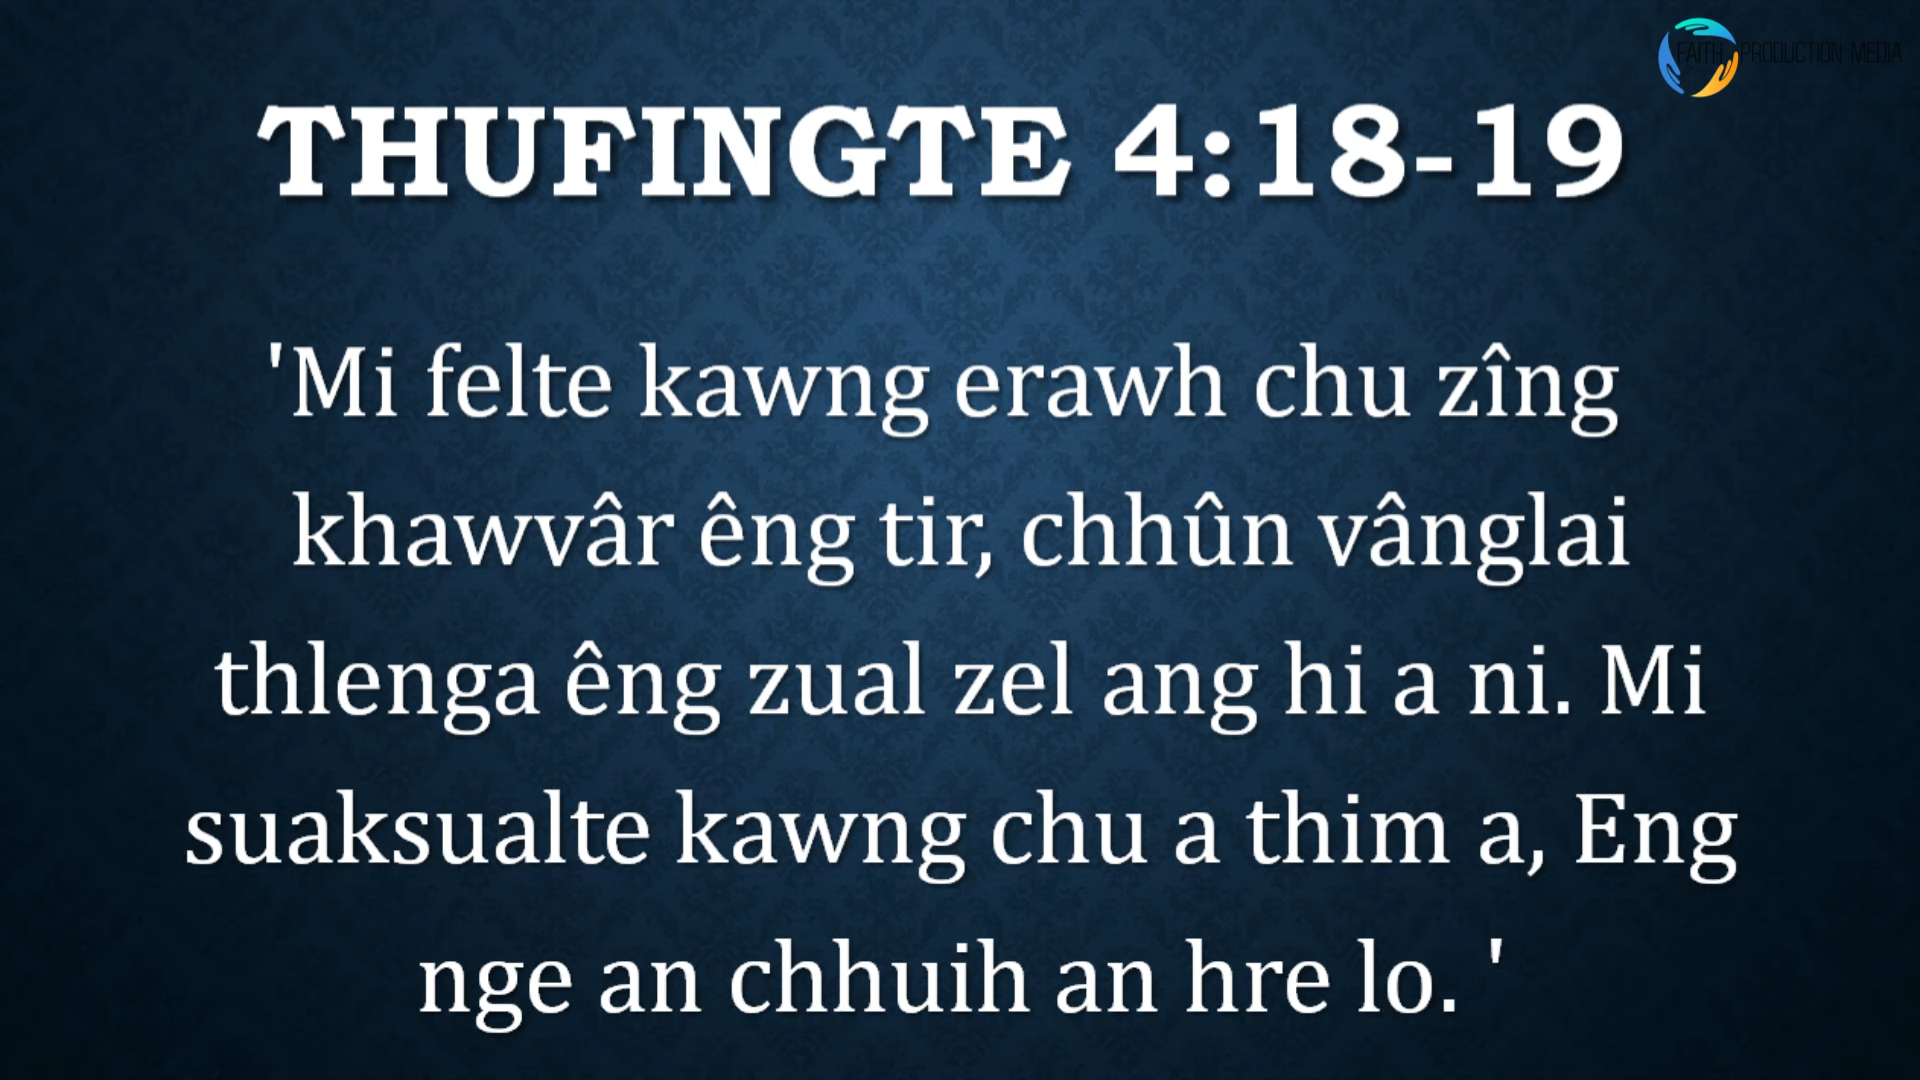 FAITH PRODUCTION MEDIA
THUFINGTE 4:18-19
'Mi felte kawng erawh chu zîng
khawvâr êng tir, chhûn vânglai
thlenga êng zual zel ang hi a ni. Mi
suaksualte kawng chu a thim a, Eng
nge an chhuih an hre lo. '